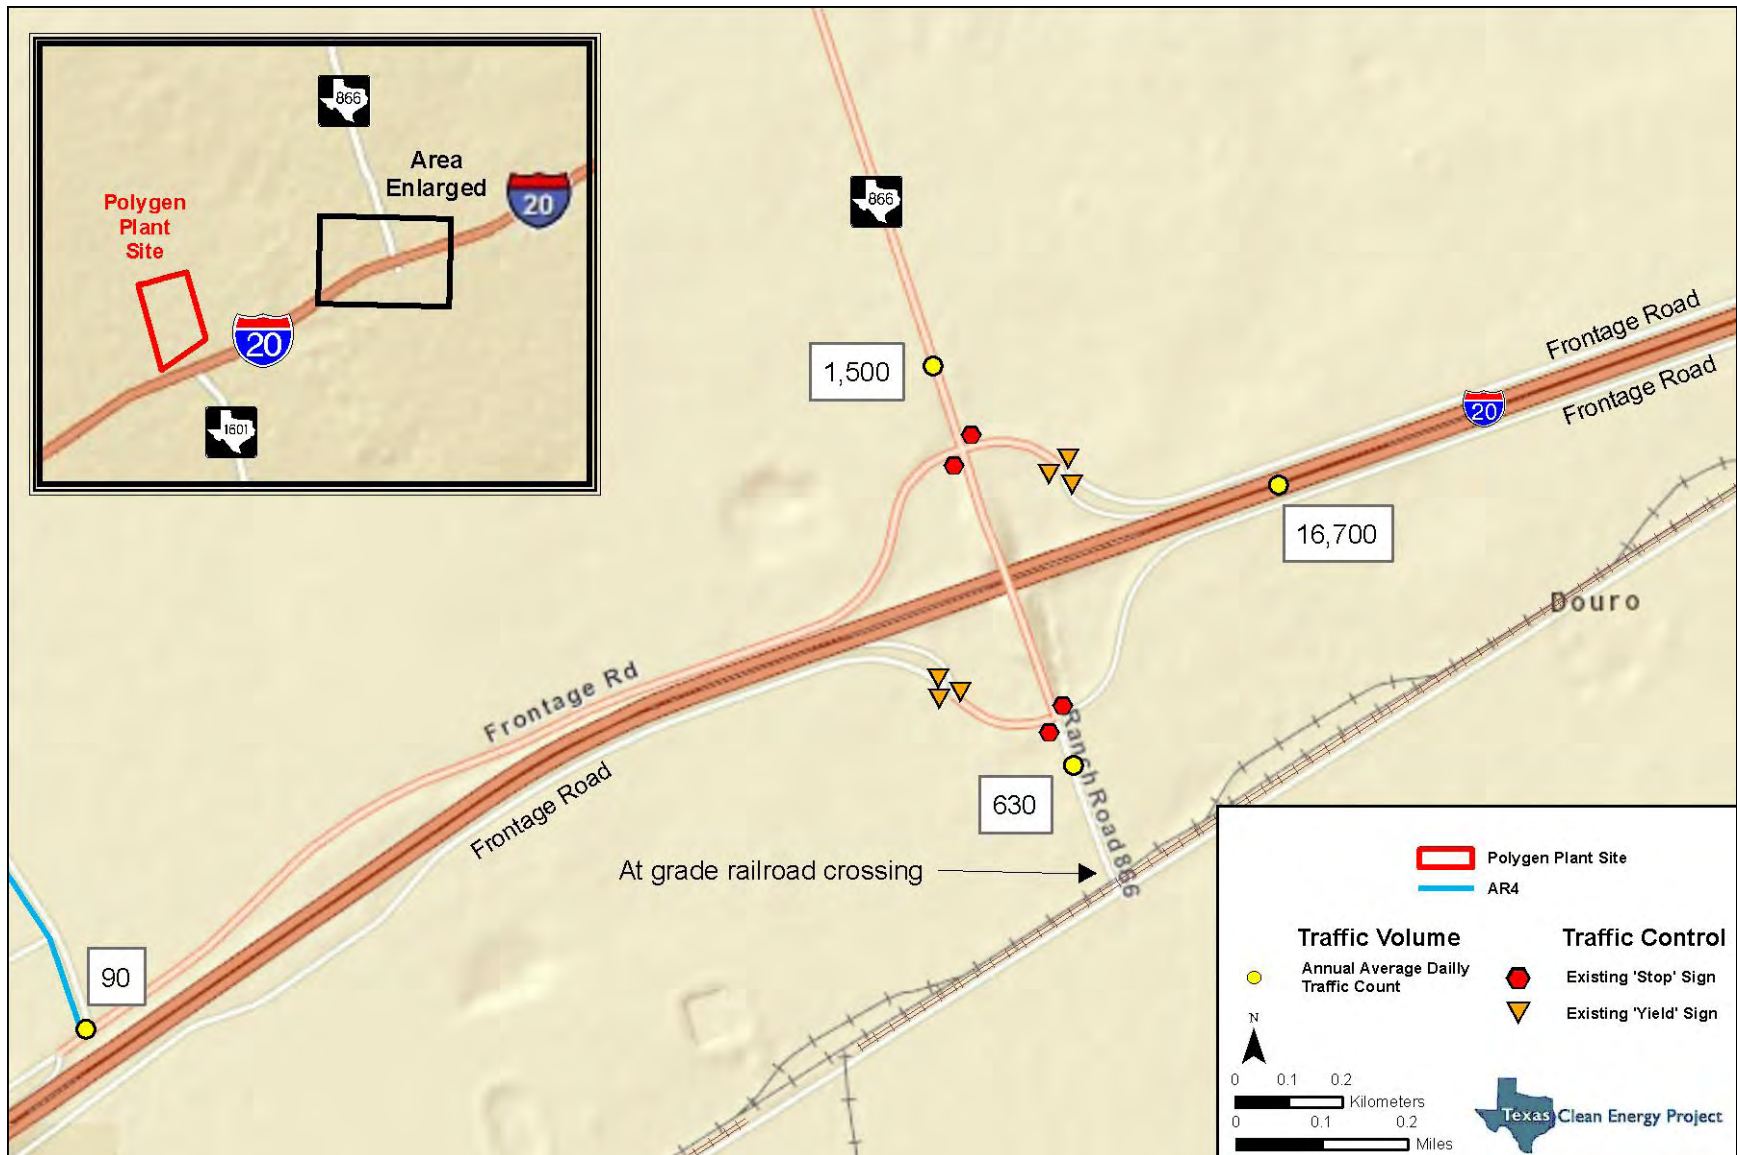 866
Area
Enlarged
20
Polygen
Plant
Site
20
1601
866
1,500
Frontage Road
Frontage Road
20
16,700
Douro
Frontage Rd
Frontage Road
Ranch Road 866
630
At grade railroad crossing
90
Polygen Plant Site
AR4
Traffic Volume
Annual Average Dailly
Traffic Count
Traffic Control
Existing 'Stop' Sign
Existing 'Yield' Sign
N
0 0.1 0.2
Kilometers
0 0.1 0.2
Miles
Texas Clean Energy Project